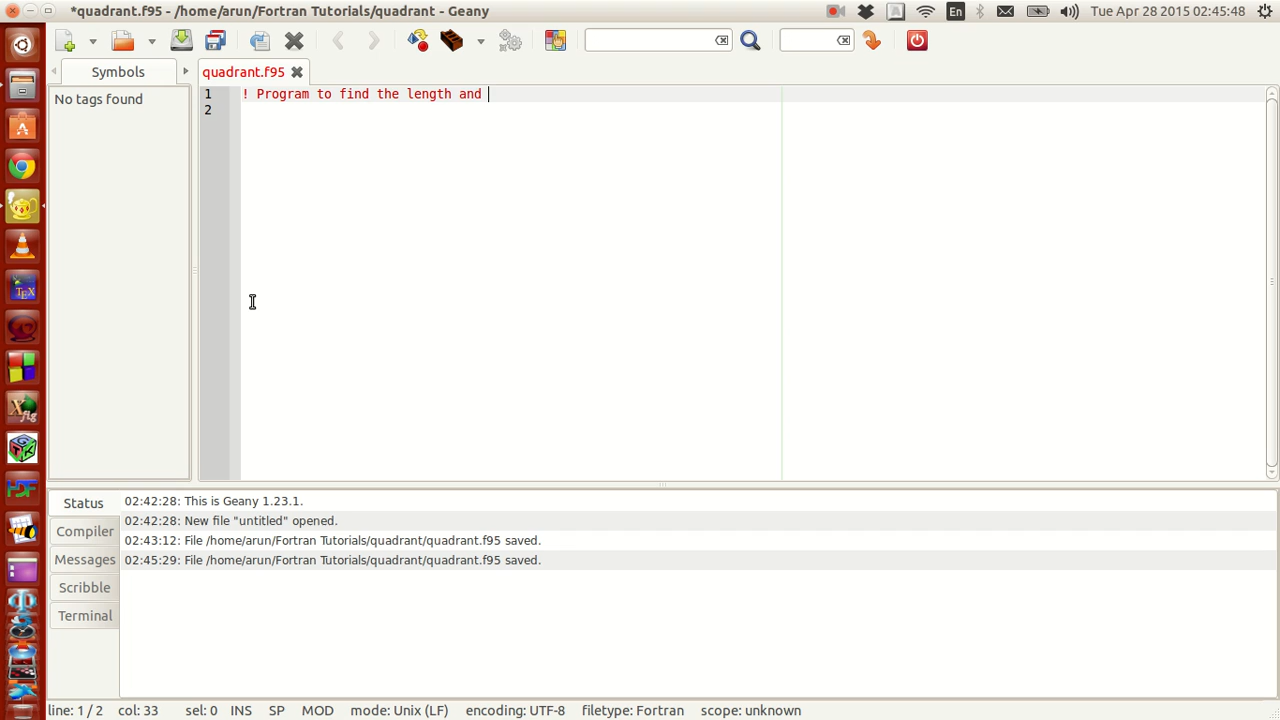 *quadrant.f95 - /home/arun/Fortran Tutorials/quadrant - Geany
En
Tue Apr 28 2015 02:45:48
Symbols
quadrant.f95
No tags found
1 ! Program to find the length and
2
Status
Compiler
Messages
Scribble
Terminal
02:42:28: This is Geany 1.23.1.
02:42:28: New file "untitled" opened.
02:43:12: File /home/arun/Fortran Tutorials/quadrant/quadrant.f95 saved.
02:45:29: File /home/arun/Fortran Tutorials/quadrant/quadrant.f95 saved.
line: 1 / 2 col: 33 sel: 0 INS SP MOD mode: Unix (LF) encoding: UTF-8 filetype: Fortran scope: unknown